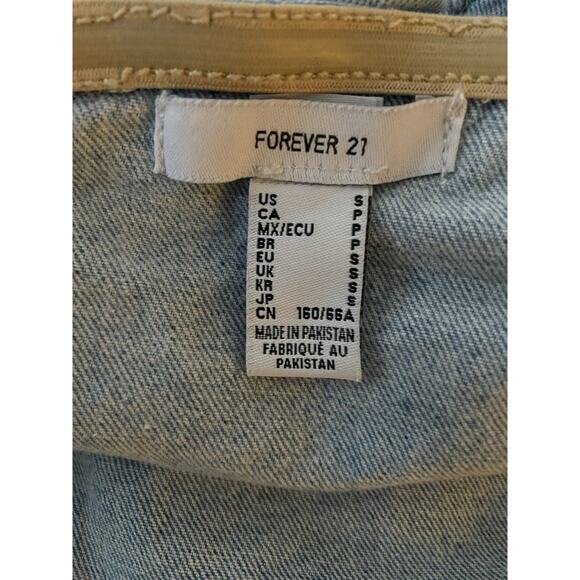 FOREVER 21
US S
CA P
MX/ECU P
BR P
EU S
UK S
KR S
JP S
CN 160/66A
MADE IN PAKISTAN
FABRIQUÉ AU
PAKISTAN